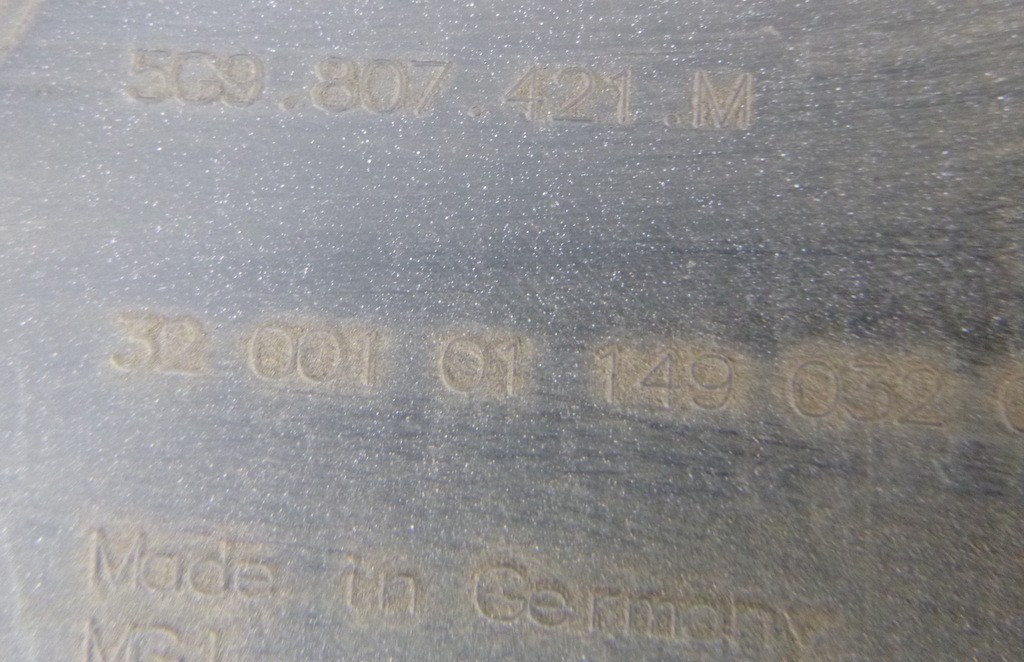 5G9.807.421.M
32 001 01 149 032
Made in Germany